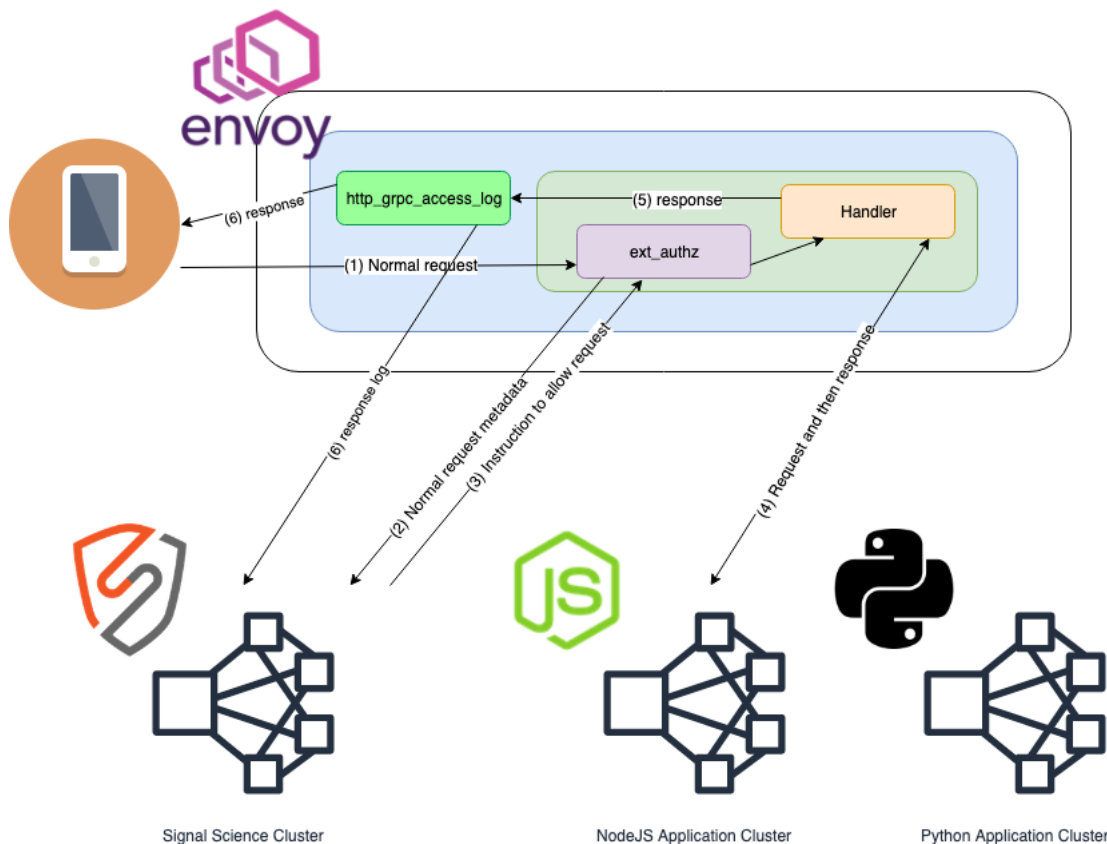 envoy
http_grpc_access_log
(5) response
Handler
(6) response
ext_authz
(1) Normal request
(6) response log
(2) Normal request metadata
(3) Instruction to allow request
(4) Request and then response
JS
Signal Science Cluster
NodeJS Application Cluster
Python Application Cluster